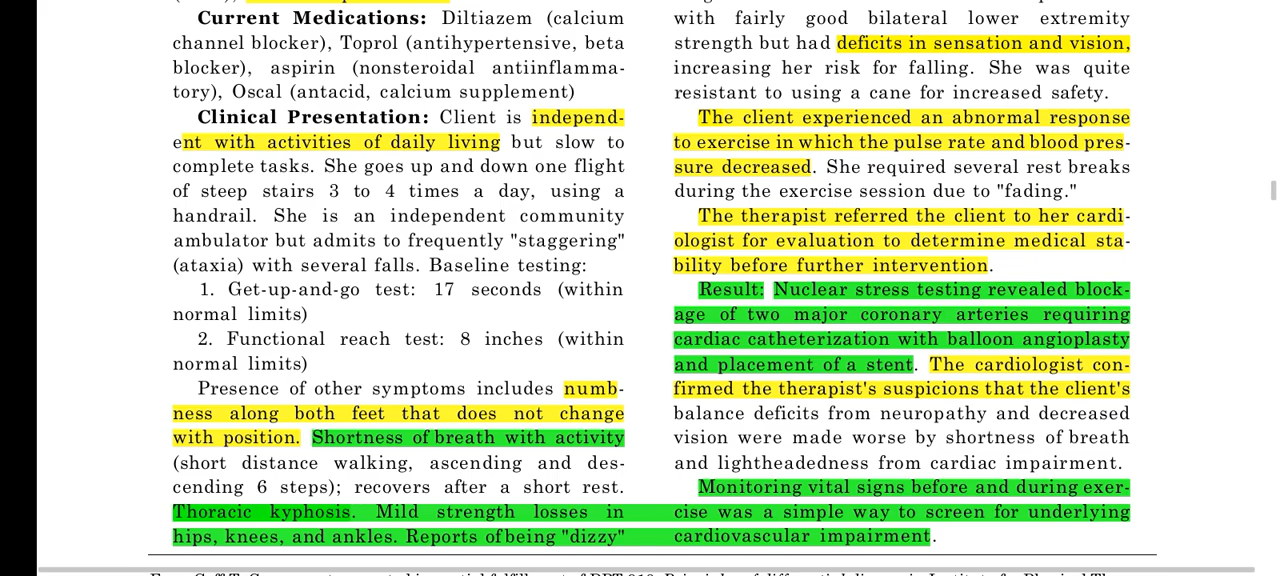 Current Medications: Diltiazem (calcium
channel blocker), Toprol (antihypertensive, beta
blocker), aspirin (nonsteroidal antiinflamma-
tory), Oscal (antacid, calcium supplement)
Clinical Presentation: Client is independ-
ent with activities of daily living but slow to
complete tasks. She goes up and down one flight
of steep stairs 3 to 4 times a day, using a
handrail. She is an independent community
ambulator but admits to frequently "staggering"
(ataxia) with several falls. Baseline testing:
1. Get-up-and-go test: 17 seconds (within
normal limits)
2. Functional reach test: 8 inches (within
normal limits)
Presence of other symptoms includes numb-
ness along both feet that does not change
with position. Shortness of breath with activity
(short distance walking, ascending and des-
cending 6 steps); recovers after a short rest.
Thoracic kyphosis. Mild strength losses in
hips, knees, and ankles. Reports of being "dizzy"
with fairly good bilateral lower extremity
strength but had deficits in sensation and vision,
increasing her risk for falling. She was quite
resistant to using a cane for increased safety.
The client experienced an abnormal response
to exercise in which the pulse rate and blood pres-
sure decreased. She required several rest breaks
during the exercise session due to "fading."
The therapist referred the client to her cardi-
ologist for evaluation to determine medical sta-
bility before further intervention.
Result: Nuclear stress testing revealed block-
age of two major coronary arteries requiring
cardiac catheterization with balloon angioplasty
and placement of a stent. The cardiologist con-
firmed the therapist's suspicions that the client's
balance deficits from neuropathy and decreased
vision were made worse by shortness of breath
and lightheadedness from cardiac impairment.
Monitoring vital signs before and during exer-
cise was a simple way to screen for underlying
cardiovascular impairment.